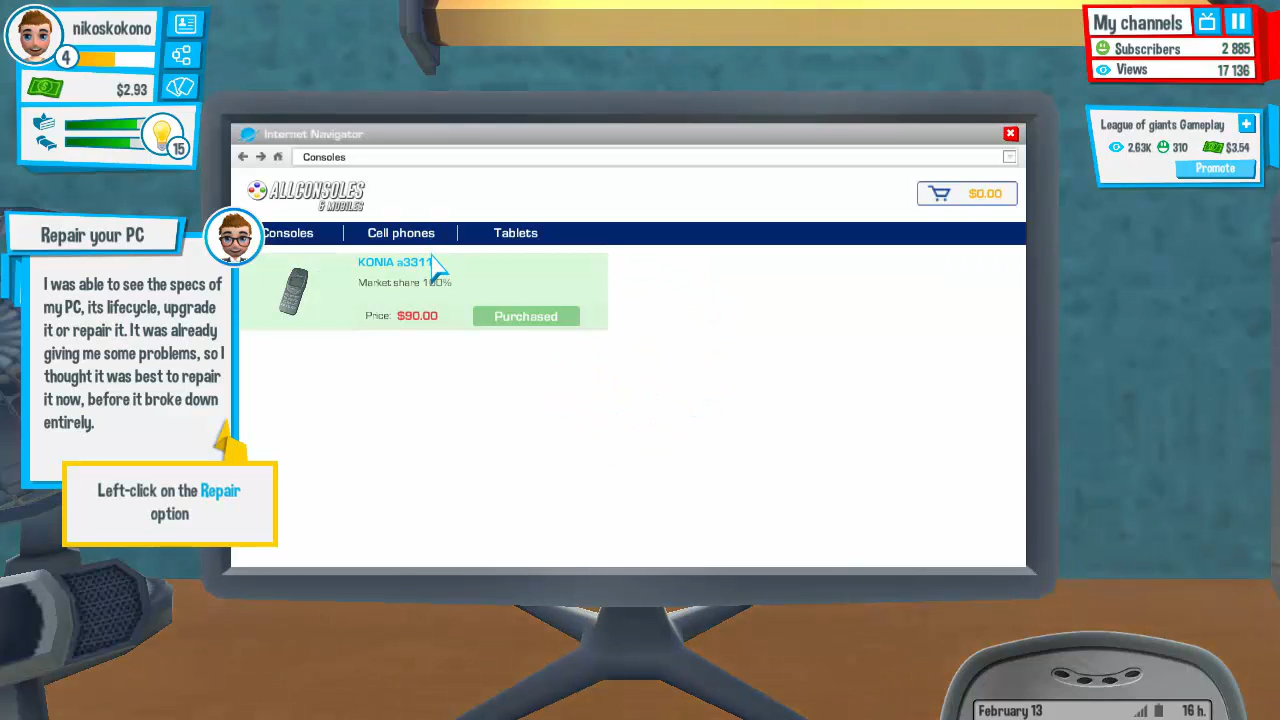 nikoskokono
4
$2.93
15
My channels
Subscribers 2 885
Views 17 136
League of giants Gameplay
2.63K 310 $3.54
Promote
Internet Navigator
Consoles
ALLCONSOLES
& MOBILES
$0.00
Consoles Cell phones Tablets
KONIA a3311
Market share 100%
Price: $90.00 Purchased
Repair your PC
I was able to see the specs of
my PC, its lifecycle, upgrade
it or repair it. It was already
giving me some problems, so I
thought it was best to repair
it now, before it broke down
entirely.
Left-click on the Repair
option
February 13 16 h.